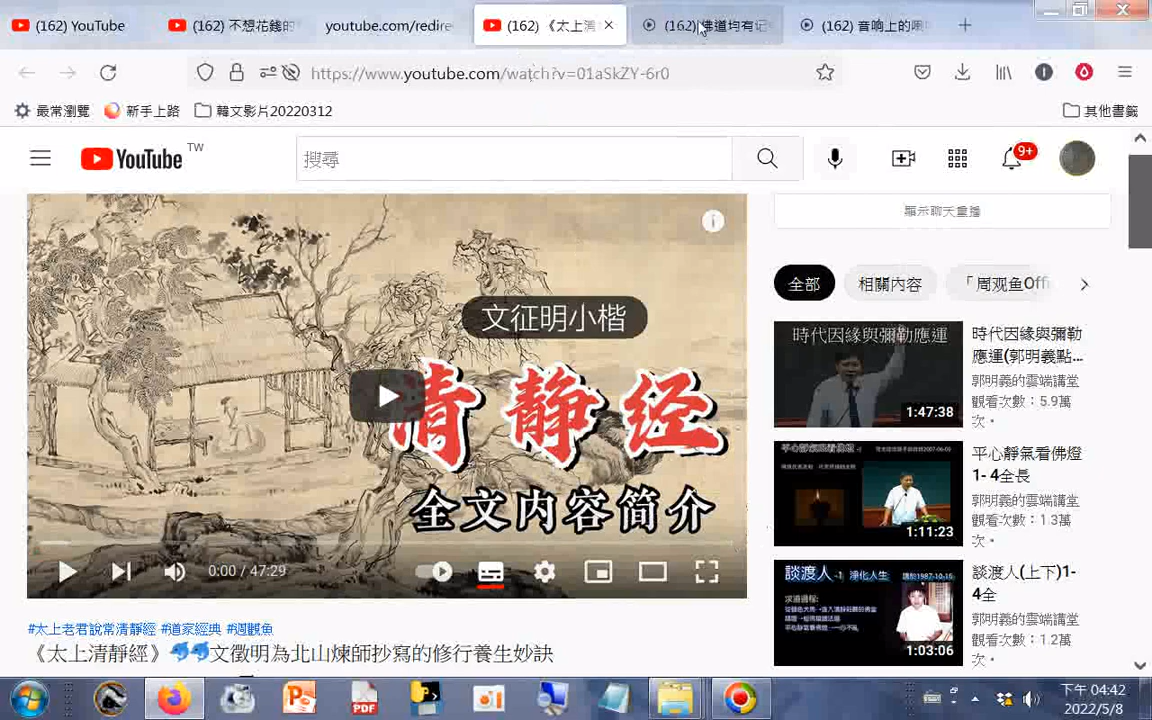 (162) YouTube
(162) 不想花錢的
youtube.com/redire
(162) 《太上清
(162) 佛道均有记
(162) 音响上的
https://www.youtube.com/watch?v=01aSkZY-6r0
最常瀏覽
新手上路
韓文影片20220312
其他書籤
YouTube TW
搜尋
9+
顯示聊天重播
文征明小楷
清静经
全文内容简介
0:00 / 47:29
全部
相關內容
「周观鱼Offi
時代因緣與彌勒應運
1:47:38
時代因緣與彌勒
應運(郭明義點...
郭明義的雲端講堂
觀看次數：5.9萬
次・
平心靜氣看佛燈
1:11:23
平心靜氣看佛燈
1- 4全長
郭明義的雲端講堂
觀看次數：1.3萬
次・
談渡人-1 淨化人生
求道過程:
1:03:06
談渡人(上下)1-
4全
郭明義的雲端講堂
觀看次數：1.2萬
次・
#太上老君說常清靜經 #道家經典 #週觀魚
《太上清靜經》🐬🐬文徵明為北山煉師抄寫的修行養生妙訣
PDF
下午 04:42
2022/5/8